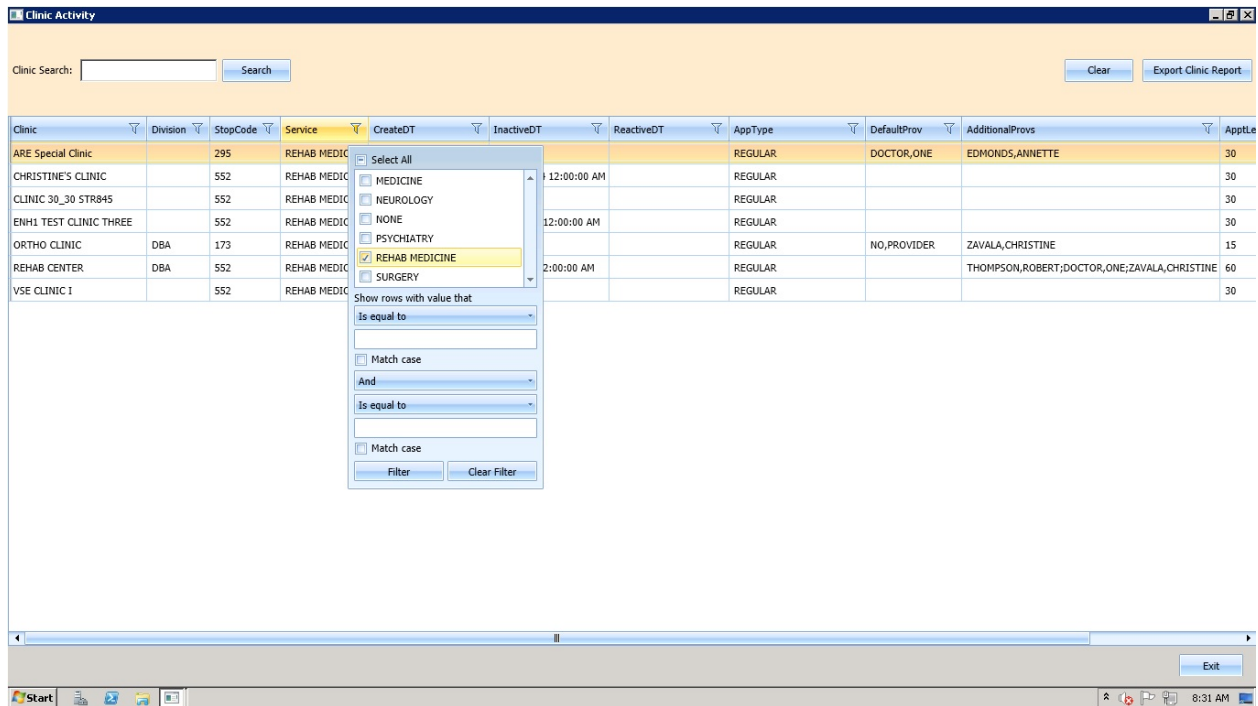 Clinic Activity
Clinic Search: Search Clear Export Clinic Report
Clinic Division StopCode Service CreateDT InactiveDT ReactiveDT AppType DefaultProv AdditionalProvs ApptLe
ARE Special Clinic 295 REHAB MEDIC REGULAR DOCTOR,ONE EDMONDS,ANNETTE 30
CHRISTINE'S CLINIC 552 REHAB MEDIC 12:00:00 AM REGULAR 30
CLINIC 30_30 STR845 552 REHAB MEDIC REGULAR 30
ENH1 TEST CLINIC THREE 552 REHAB MEDIC 12:00:00 AM REGULAR 30
ORTHO CLINIC DBA 173 REHAB MEDIC REGULAR NO,PROVIDER ZAVALA,CHRISTINE 15
REHAB CENTER DBA 552 REHAB MEDIC 2:00:00 AM REGULAR THOMPSON,ROBERT;DOCTOR,ONE;ZAVALA,CHRISTINE 60
VSE CLINIC I 552 REHAB MEDIC REGULAR 30
Select All
MEDICINE
NEUROLOGY
NONE
PSYCHIATRY
REHAB MEDICINE
SURGERY
Show rows with value that
Is equal to
Match case
And
Is equal to
Match case
Filter Clear Filter
Exit
Start 8:31 AM